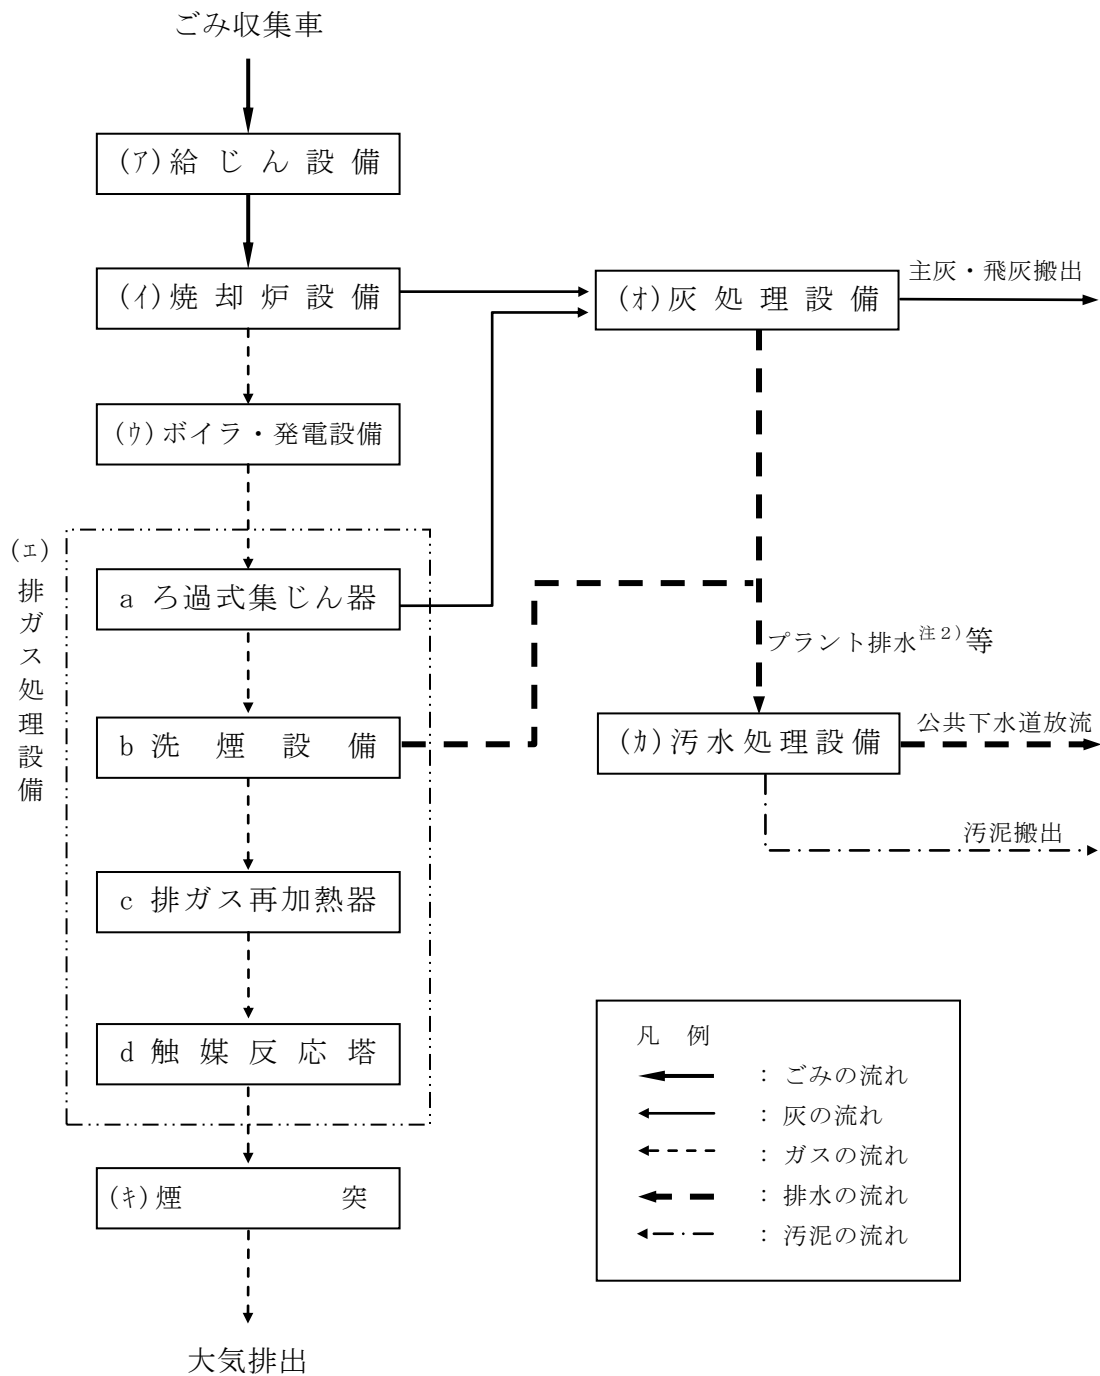 ごみ収集車
(ｱ)給じん設備
(ｲ)焼却炉設備
(ｳ)ボイラ・発電設備
(ｴ)排ガス処理設備
a ろ過式集じん器
b 洗煙設備
c 排ガス再加熱器
d 触媒反応塔
(ｷ)煙突
大気排出
(ｵ)灰処理設備
主灰・飛灰搬出
プラント排水注2)等
(ｶ)汚水処理設備
公共下水道放流
汚泥搬出
凡例
：ごみの流れ
：灰の流れ
：ガスの流れ
：排水の流れ
：汚泥の流れ